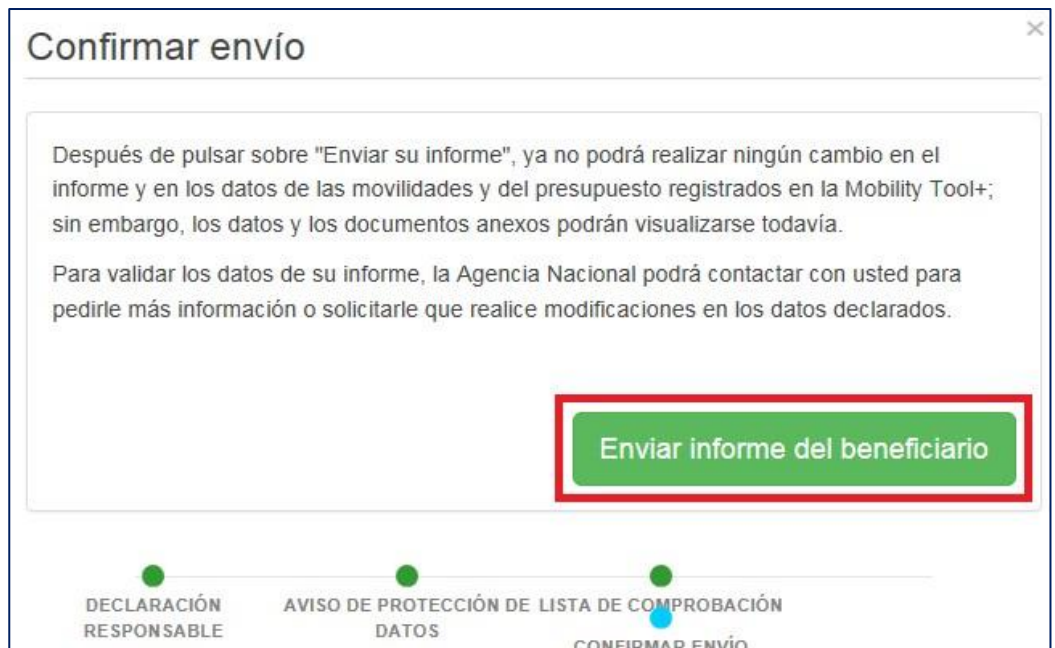 Confirmar envío
×
Después de pulsar sobre "Enviar su informe", ya no podrá realizar ningún cambio en el
informe y en los datos de las movilidades y del presupuesto registrados en la Mobility Tool+;
sin embargo, los datos y los documentos anexos podrán visualizarse todavía.
Para validar los datos de su informe, la Agencia Nacional podrá contactar con usted para
pedirle más información o solicitarle que realice modificaciones en los datos declarados.
Enviar informe del beneficiario
DECLARACIÓN
RESPONSABLE
AVISO DE PROTECCIÓN DE
DATOS
LISTA DE COMPROBACIÓN
CONFIRMAR ENVÍO